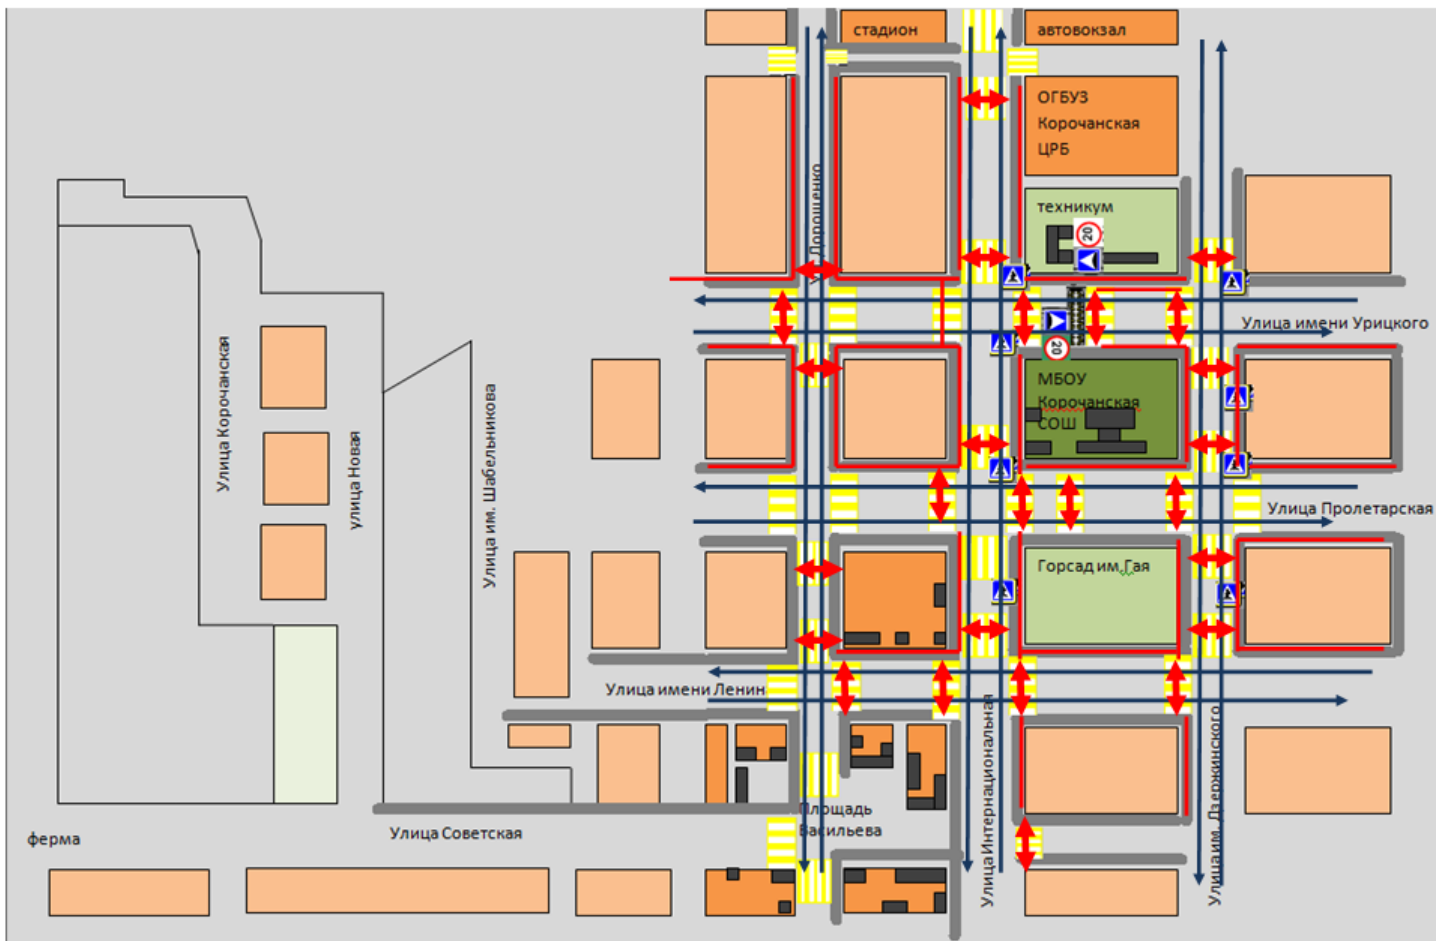 стадион
автовокзал
ОГБУЗ
Корочанская
ЦРБ
техникум
20
Ул. Дорошенко
Улица имени Урицкого
20
МБОУ
Корочанская
СОШ
Улица Корочанская
улица Новая
Улица им. Шабельникова
Улица Пролетарская
Горсад им.Гая
Улица имени Ленин
Улица Интернациональная
Улица им. Дзержинского
Площадь
Васильева
Улица Советская
ферма